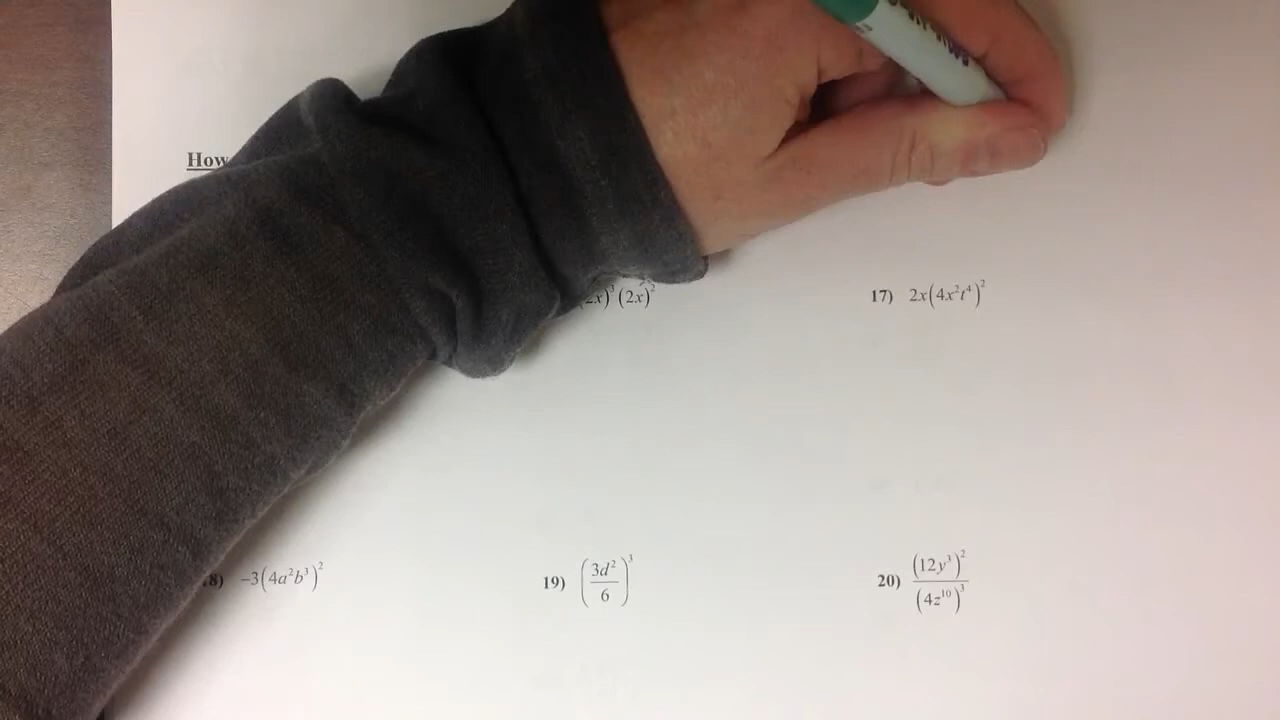 How
2x)³ (2x)²
17) 2x(4x²t⁴)²
8) −3(4a²b³)²
19) (3d²/6)³
20) (12y³)²/(4z¹⁰)³